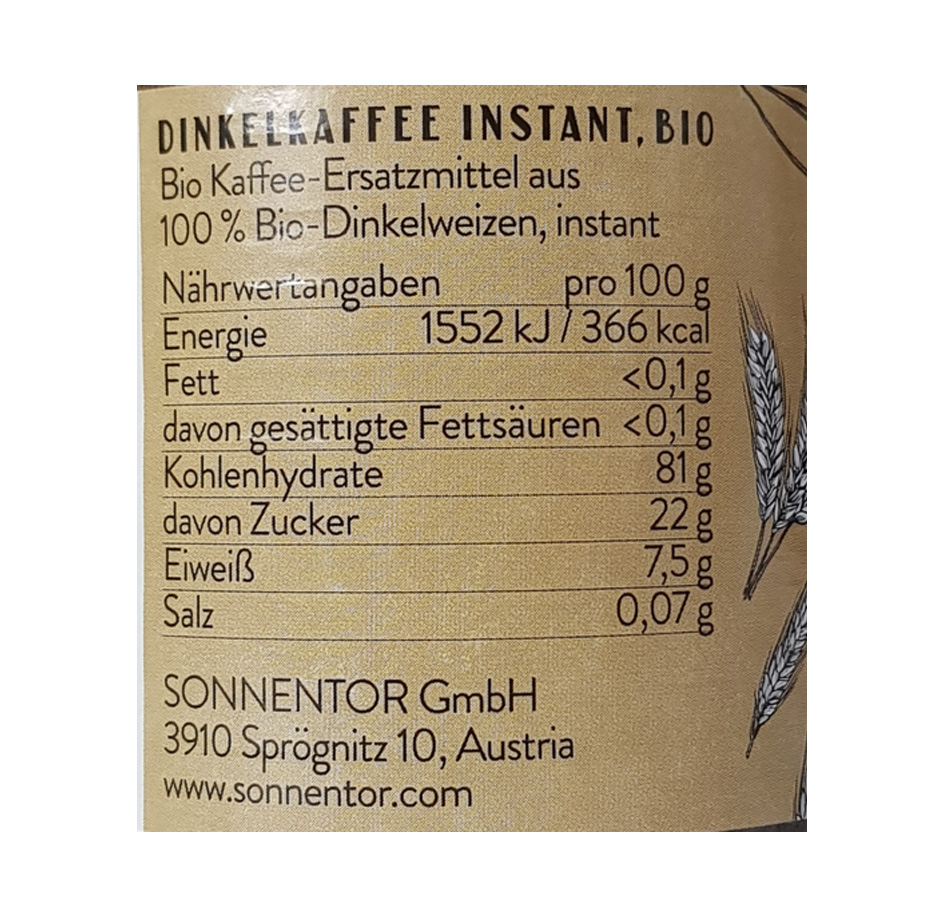 DINKELKAFFEE INSTANT, BIO
Bio Kaffee-Ersatzmittel aus
100 % Bio-Dinkelweizen, instant
Nährwertangaben pro 100 g
Energie 1552 kJ / 366 kcal
Fett <0,1 g
davon gesättigte Fettsäuren <0,1 g
Kohlenhydrate 81 g
davon Zucker 22 g
Eiweiß 7,5 g
Salz 0,07 g
SONNENTOR GmbH
3910 Sprögnitz 10, Austria
www.sonnentor.com